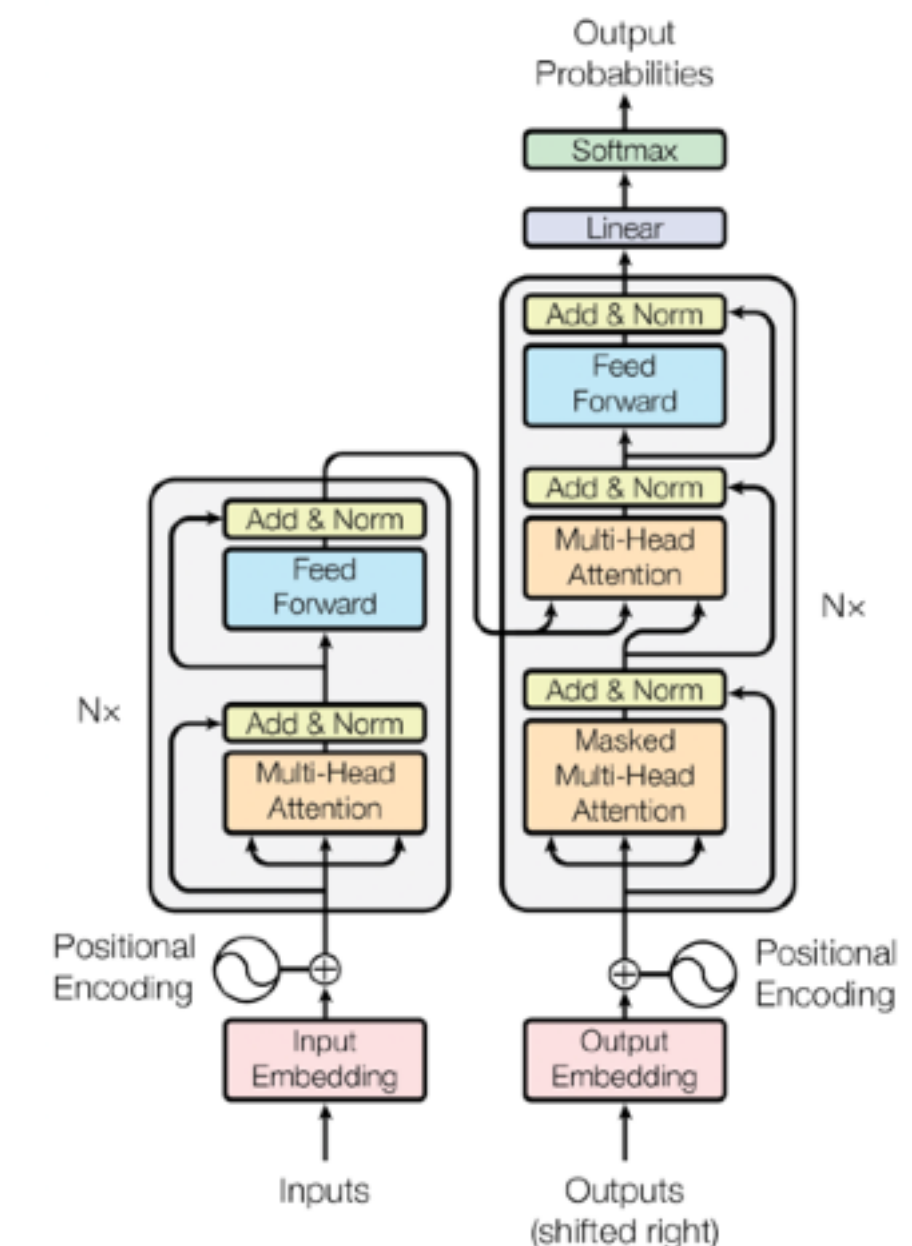 Output
Probabilities
Softmax
Linear
Add & Norm
Feed
Forward
Add & Norm
Multi-Head
Attention
Add & Norm
Masked
Multi-Head
Attention
Nx
Add & Norm
Feed
Forward
Add & Norm
Multi-Head
Attention
Nx
Positional
Encoding
Positional
Encoding
Input
Embedding
Output
Embedding
Inputs
Outputs
(shifted right)